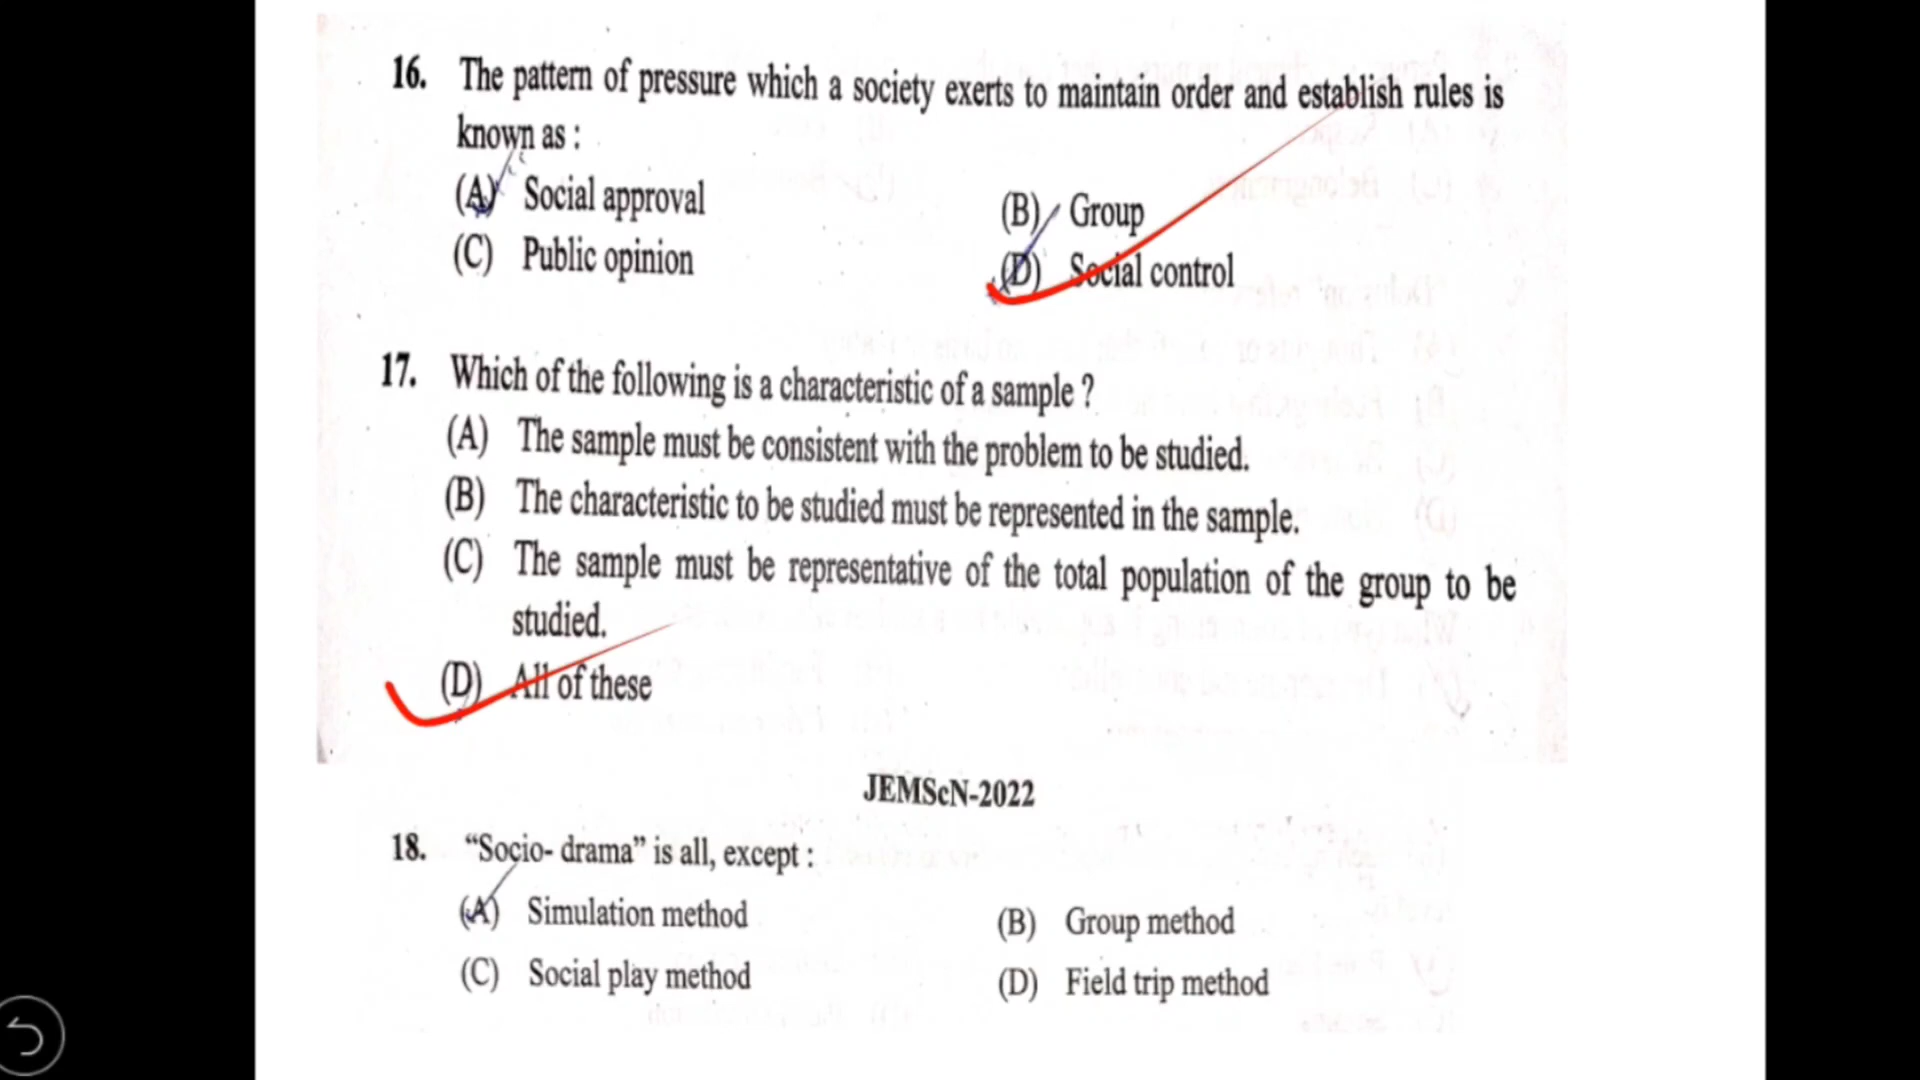 16. The pattern of pressure which a society exerts to maintain order and establish rules is
known as :
(A) Social approval
(B) Group
(C) Public opinion
(D) Social control
17. Which of the following is a characteristic of a sample ?
(A) The sample must be consistent with the problem to be studied.
(B) The characteristic to be studied must be represented in the sample.
(C) The sample must be representative of the total population of the group to be
studied.
(D) All of these
JEMScN-2022
18. "Socio- drama" is all, except :
(A) Simulation method
(B) Group method
(C) Social play method
(D) Field trip method